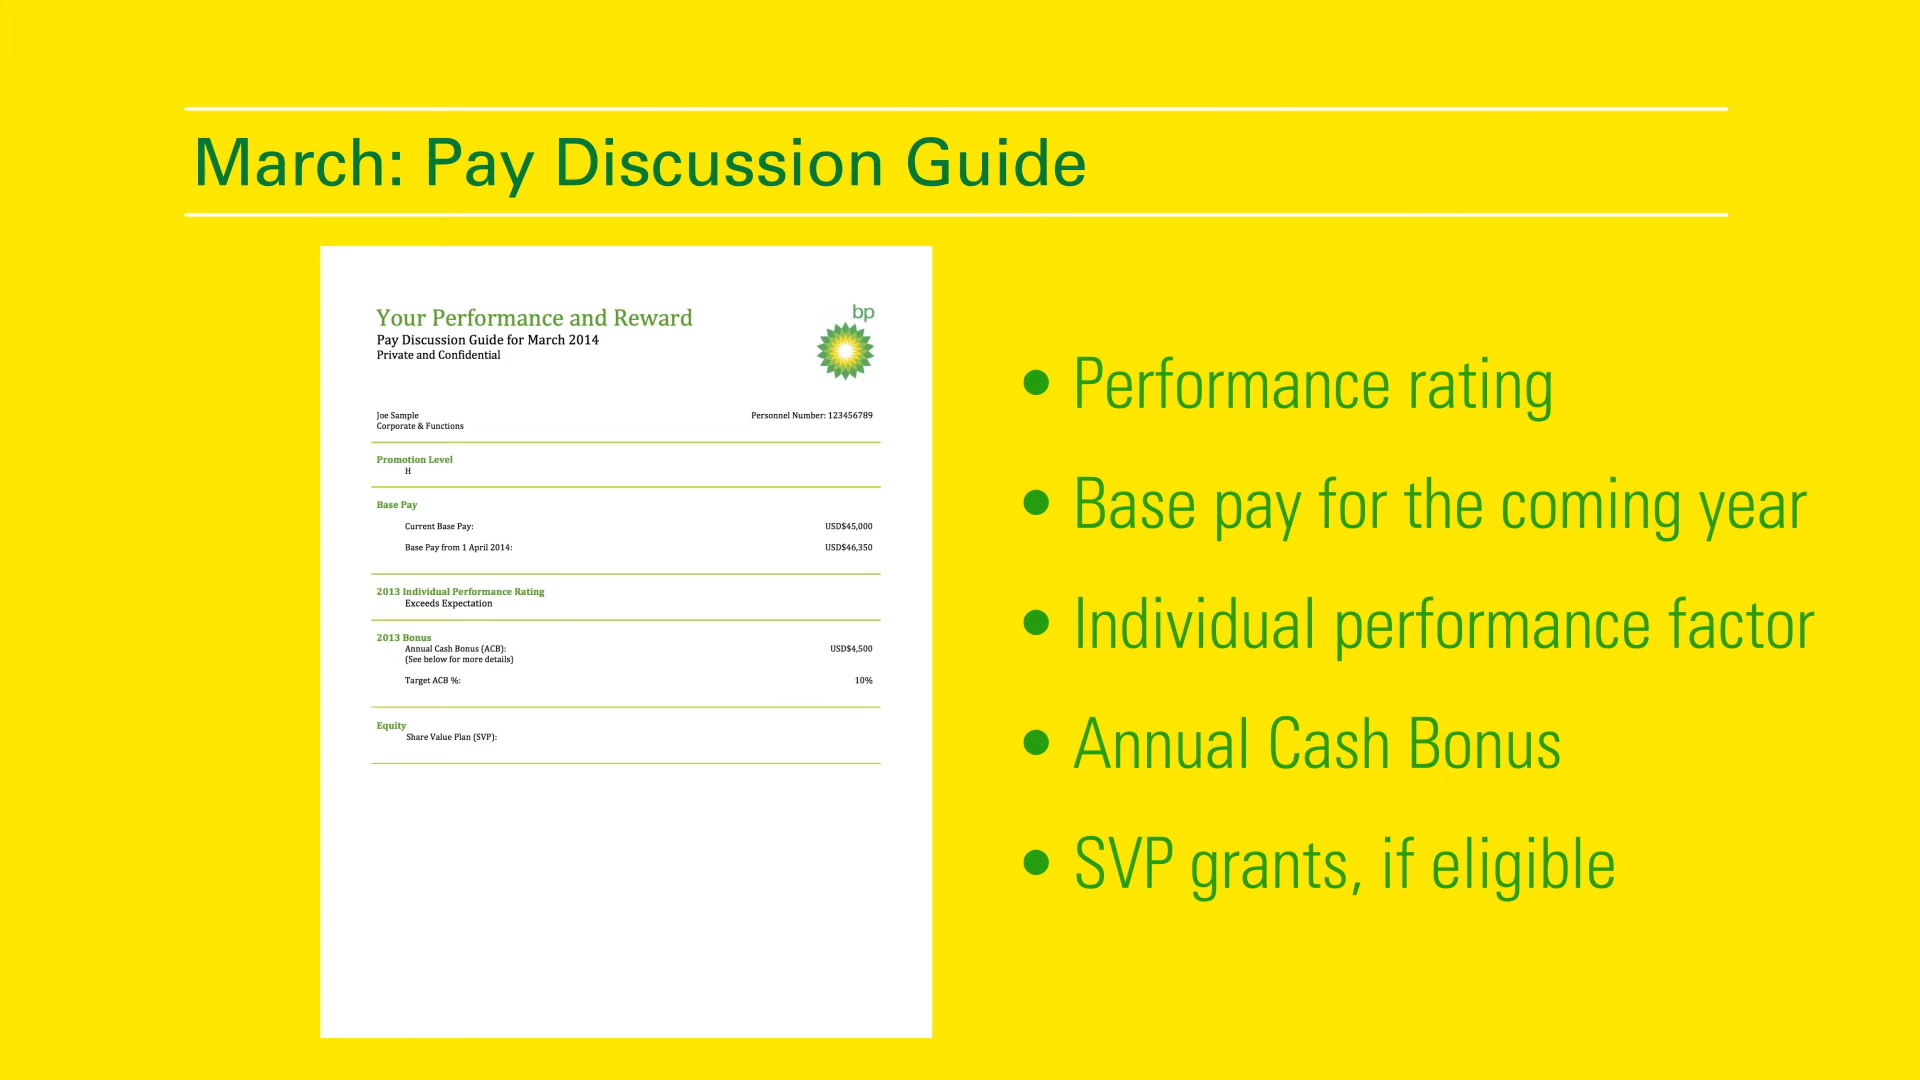 March: Pay Discussion Guide
bp
Your Performance and Reward
Pay Discussion Guide for March 2014
Private and Confidential
Joe Sample
Personnel Number: 123456789
Corporate & Functions
Promotion Level
H
Base Pay
Current Base Pay: USD$45,000
Base Pay from 1 April 2014: USD$46,350
2013 Individual Performance Rating
Exceeds Expectation
2013 Bonus
Annual Cash Bonus (ACB): USD$4,500
(See below for more details)
Target ACB %: 10%
Equity
Share Value Plan (SVP):
• Performance rating
• Base pay for the coming year
• Individual performance factor
• Annual Cash Bonus
• SVP grants, if eligible